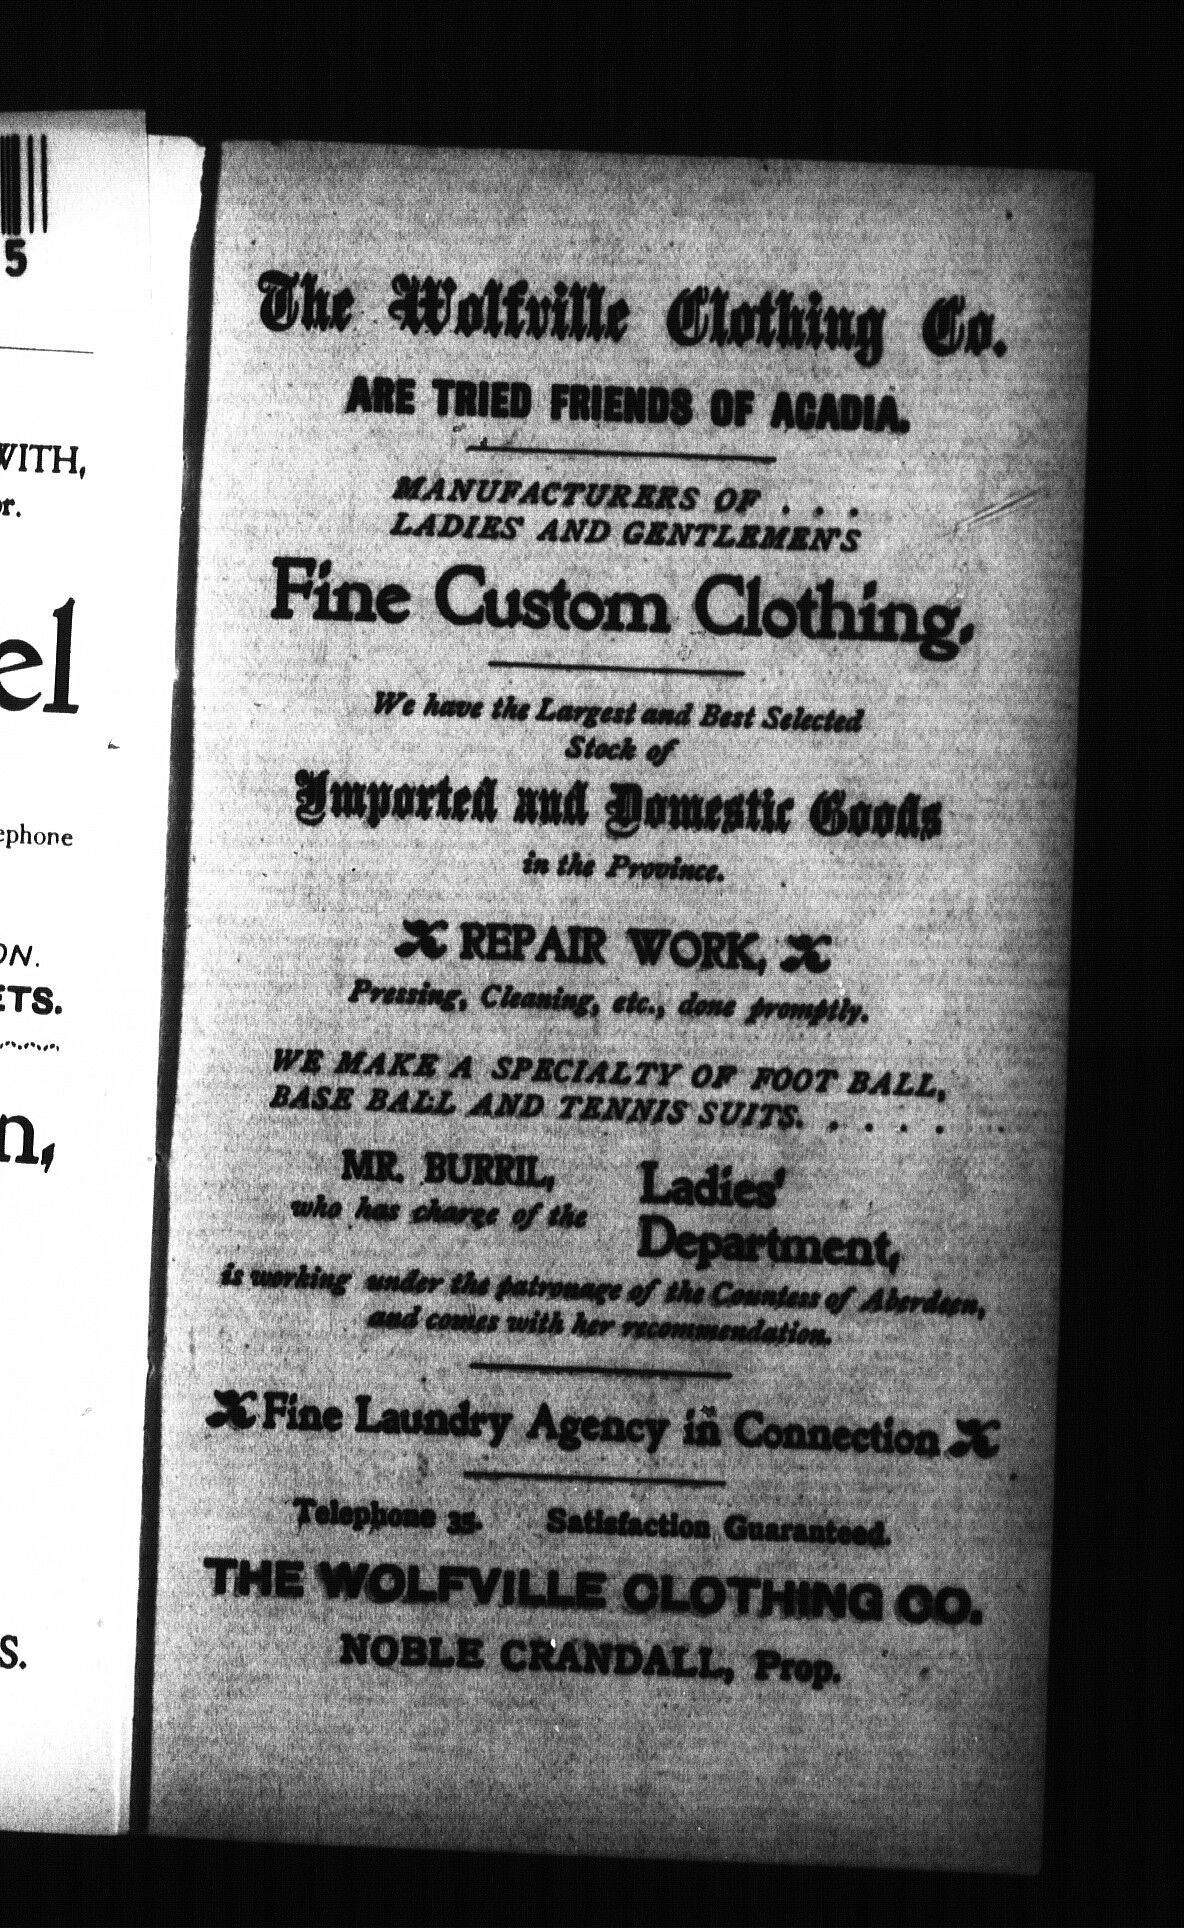 5
WITH,
or.
el
ephone
ON.
ETS.
n,
S.
The Wolfville Clothing Co.
ARE TRIED FRIENDS OF ACADIA.
MANUFACTURERS OF . . .
LADIES' AND GENTLEMEN'S
Fine Custom Clothing.
We have the Largest and Best Selected
Stock of
Imported and Domestic Goods
in the Province.
REPAIR WORK,
Pressing, Cleaning, etc., done promptly.
WE MAKE A SPECIALTY OF FOOT BALL,
BASE BALL AND TENNIS SUITS. . . . .
MR. BURRIL,
who has charge of the
Ladies'
Department,
is working under the patronage of the Countess of Aberdeen,
and comes with her recommendation.
Fine Laundry Agency in Connection
Telephone 35. Satisfaction Guaranteed.
THE WOLFVILLE CLOTHING CO.
NOBLE CRANDALL, Prop.